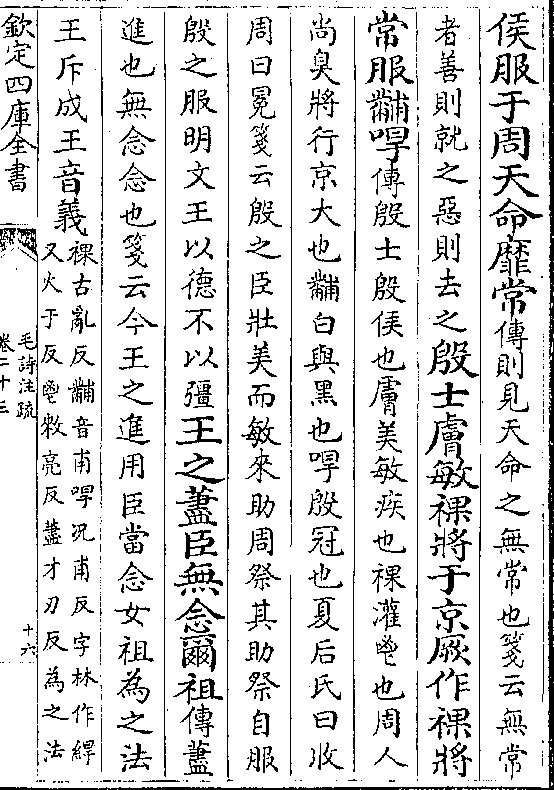 侯服于周天命靡常傳則見天命之無常也箋云無常
者善則就之惡則去之殷士膚敏祼將于京厥作祼將
常服黼冔傳殷士殷侯也膚美敏疾也祼灌鬯也周人
尚臭將行京大也黼白與黑也冔殷冠也夏后氏曰收
周曰冕箋云殷之臣壯美而敏來助周祭其助祭自服
殷之服明文王以德不以彊王之藎臣無念爾祖傳藎
進也無念念也箋云今王之進用臣當念女祖為之法
王斥成王音義祼古亂反黼音甫冔況甫反字林作繟
又火于反鬯敕亮反藎才刃反為之法
欽定四庫全書
毛詩注疏
卷二十三
十六